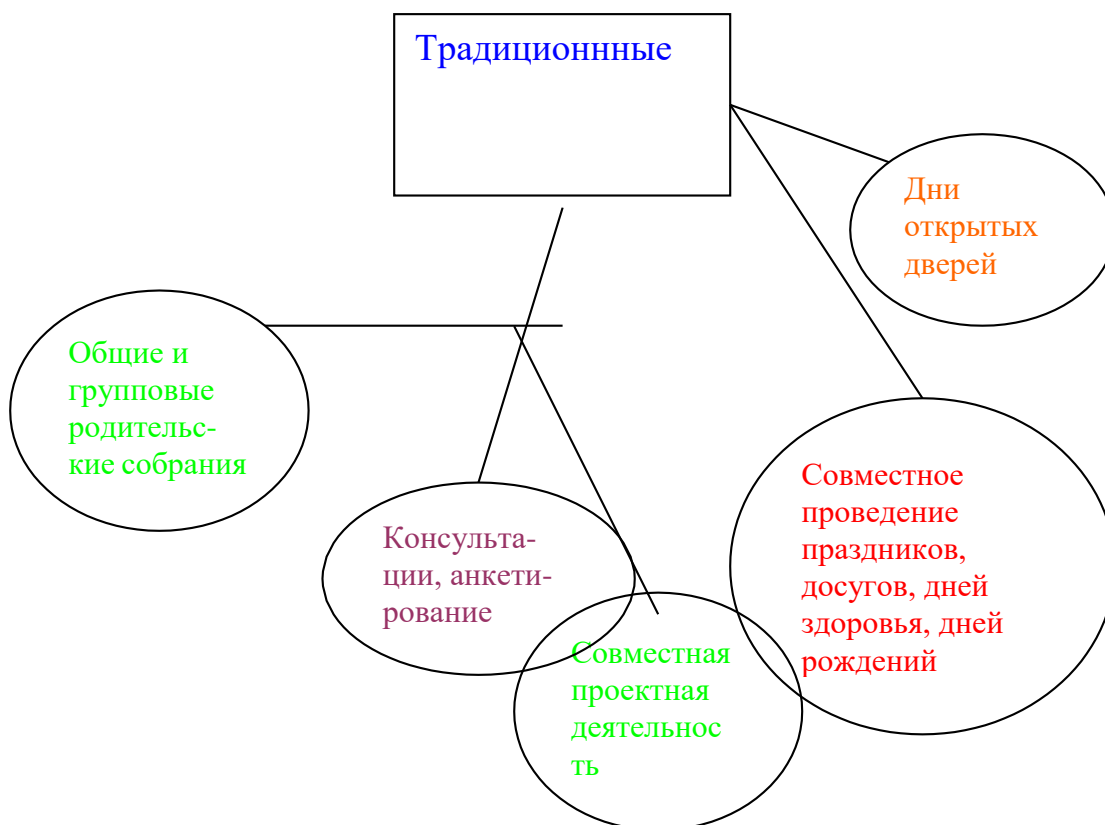 Традиционнные
Дни
открытых
дверей
Общие и
групповые
родительс-
кие собрания
Консульта-
ции, анкети-
рование
Совместная
проектная
деятельнос
ть
Совместное
проведение
праздников,
досугов, дней
здоровья, дней
рождений